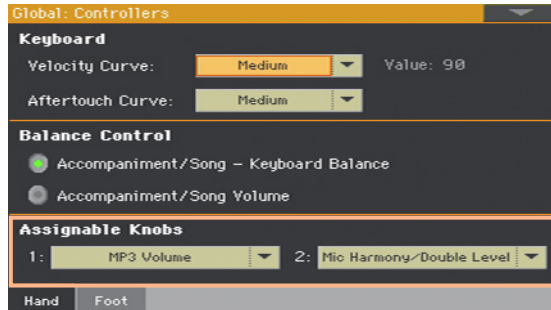 Global: Controllers
Keyboard
Velocity Curve: Medium Value: 90
Aftertouch Curve: Medium
Balance Control
Accompaniment/Song - Keyboard Balance
Accompaniment/Song Volume
Assignable Knobs
1: MP3 Volume 2: Mic Harmony/Double Level
Hand Foot